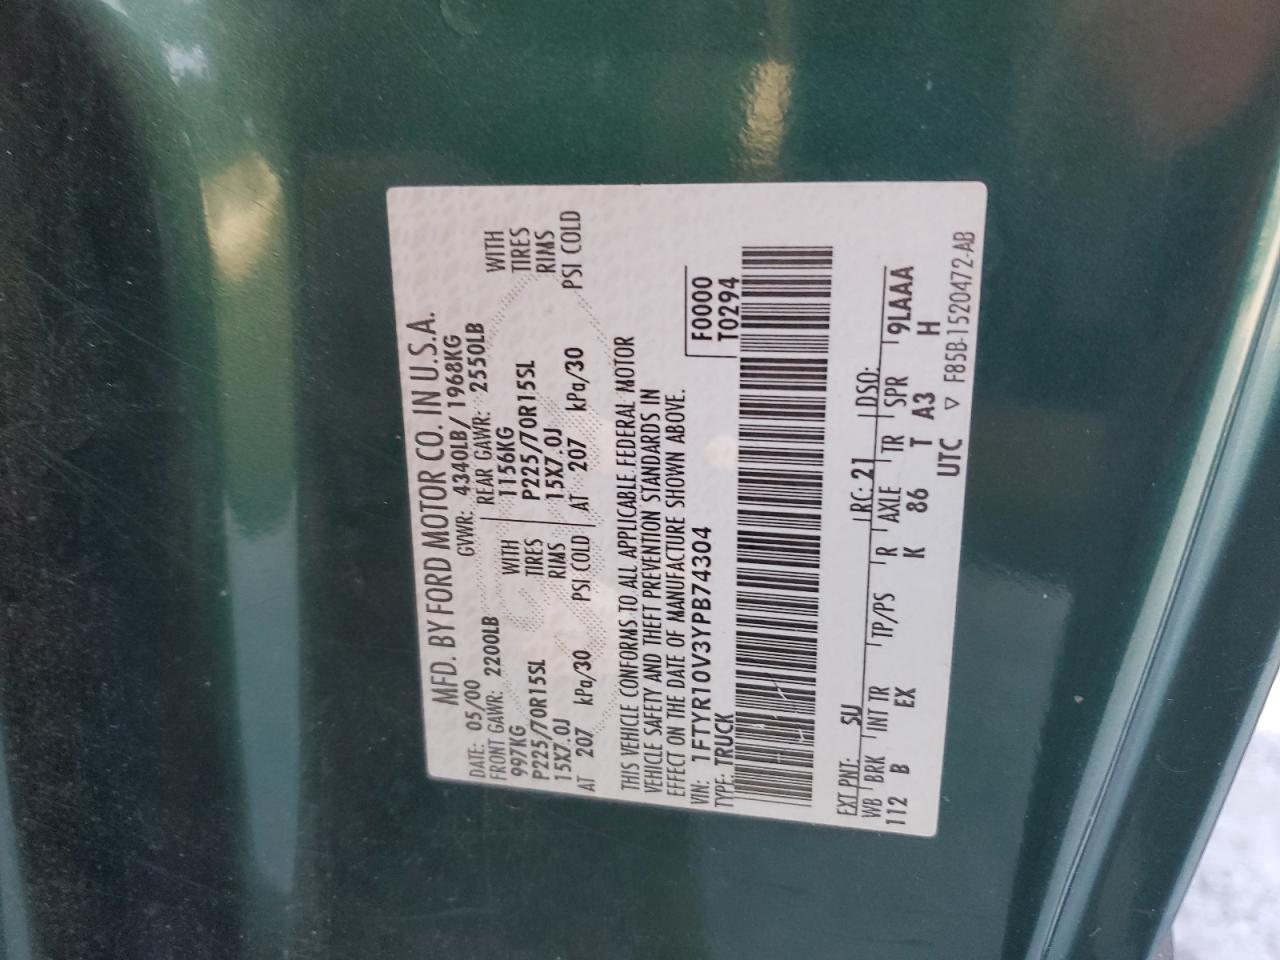 MFD. BY FORD MOTOR CO. IN U.S.A.
DATE: 05/00 GVWR: 4340LB/ 1968KG
FRONT GAWR: 2200LB REAR GAWR: 2550LB
997KG WITH 1156KG WITH
P225/70R15SL TIRES P225/70R15SL TIRES
15X7.0J RIMS 15X7.0J RIMS
AT 207 kPa/30 PSI COLD AT 207 kPa/30 PSI COLD
THIS VEHICLE CONFORMS TO ALL APPLICABLE FEDERAL MOTOR
VEHICLE SAFETY AND THEFT PREVENTION STANDARDS IN
EFFECT ON THE DATE OF MANUFACTURE SHOWN ABOVE.
VIN: 1FTYR10V3YPB74304 F0000
TYPE: TRUCK T0294
EXT PNT: SU RC: 21 DSO:
WB BRK INT TR TP/PS R AXLE TR SPR 9LAAA
112 B EX K 86 T A3 H
UTC ▽ F85B-1520472-AB